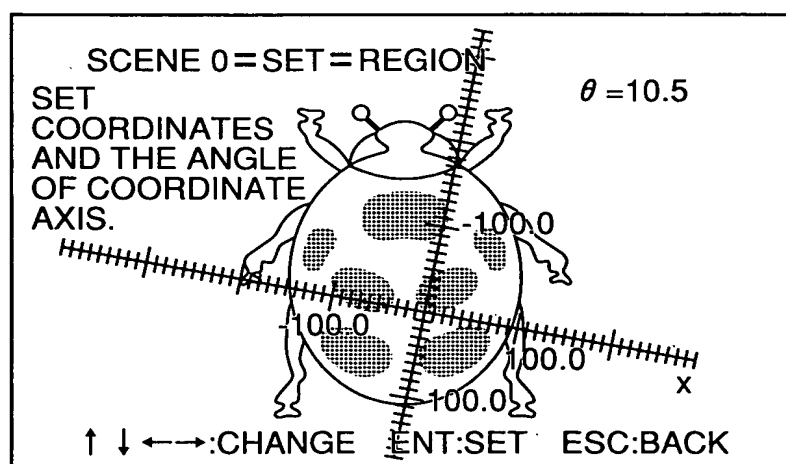 SCENE 0=SET=REGION
θ=10.5
SET
COORDINATES
AND THE ANGLE
OF COORDINATE
AXIS.
-100.0
-100.0
100.0
x
100.0
↑ ↓ ←→:CHANGE ENT:SET ESC:BACK